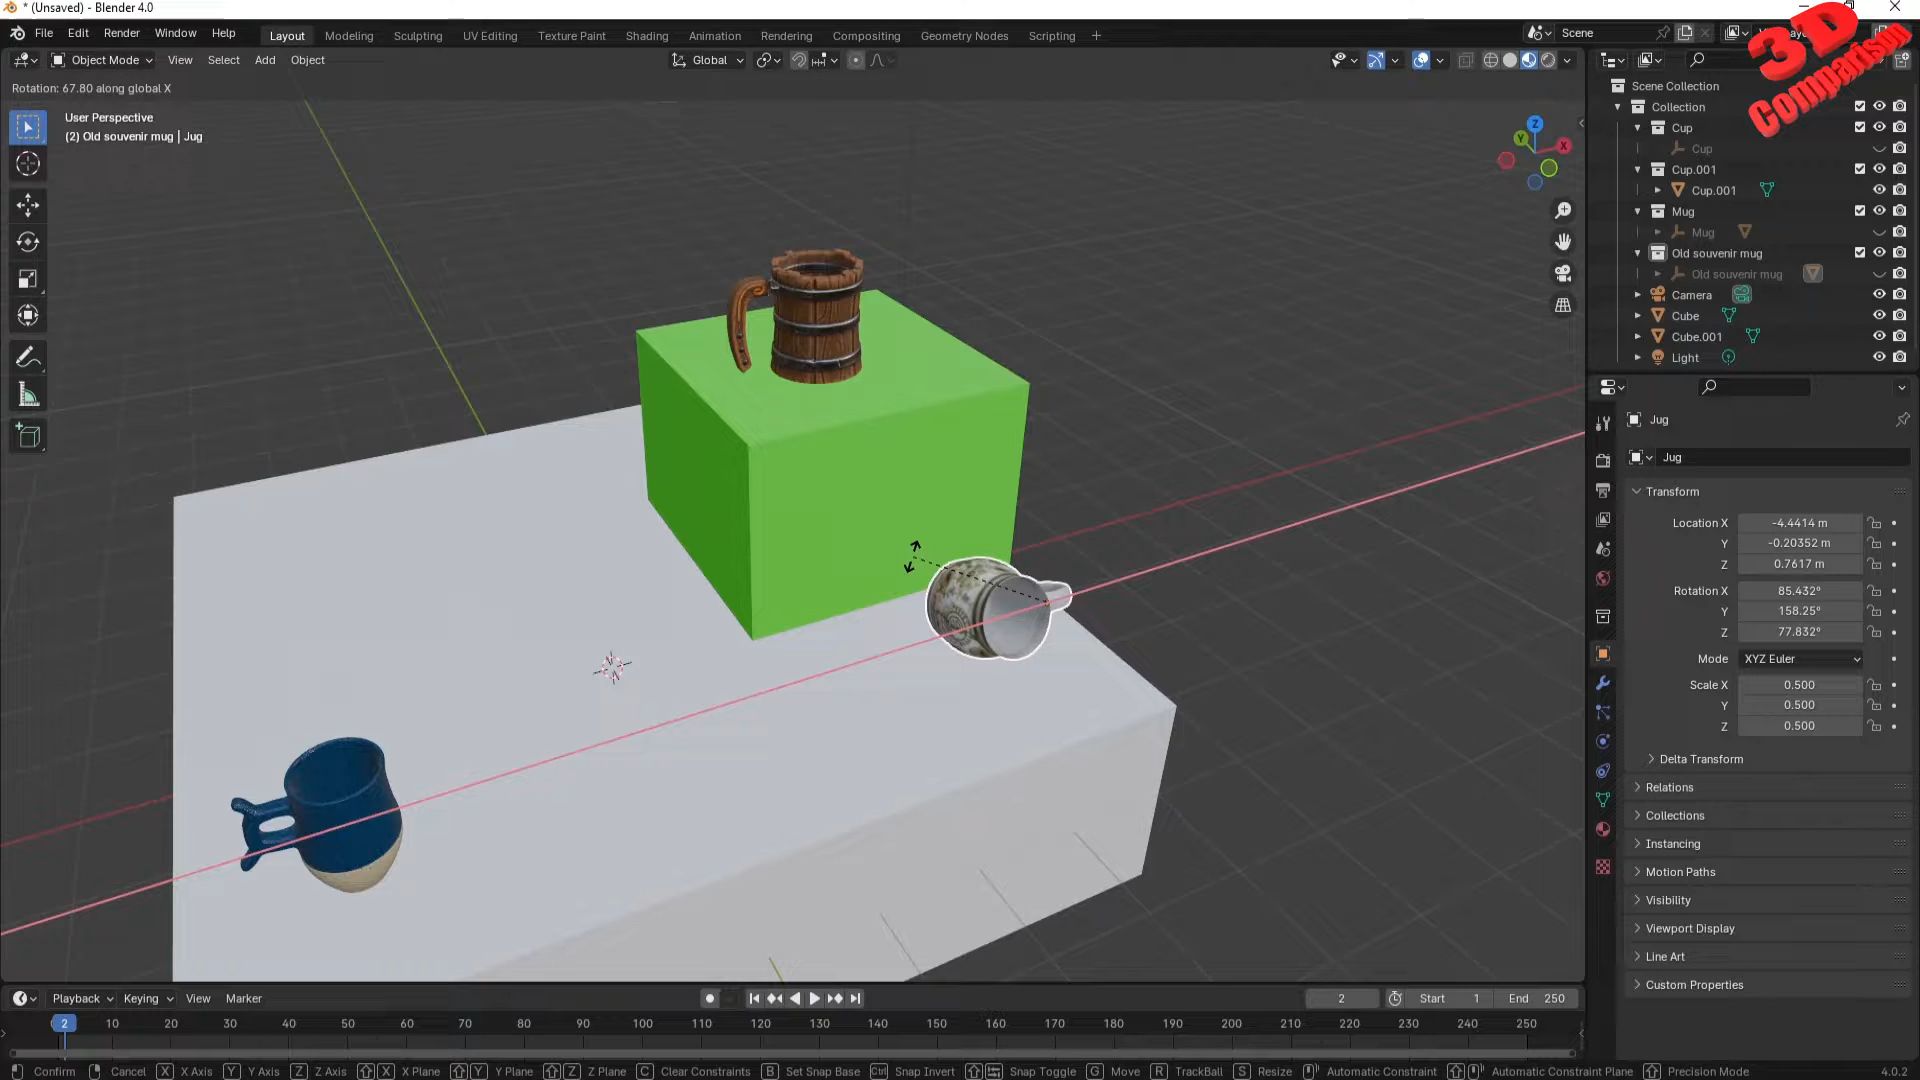 * (Unsaved) - Blender 4.0
File Edit Render Window Help
Layout Modeling Sculpting UV Editing Texture Paint Shading Animation Rendering Compositing Geometry Nodes Scripting +
Scene
3D
Comparism
Object Mode View Select Add Object
Global
Rotation: 67.80 along global X
User Perspective
(2) Old souvenir mug | Jug
Z
Y
X
Scene Collection
Collection
Cup
Cup
Cup.001
Cup.001
Mug
Mug
Old souvenir mug
Old souvenir mug
Camera
Cube
Cube.001
Light
Jug
Jug
Transform
Location X -4.4414 m
Y -0.20352 m
Z 0.7617 m
Rotation X 85.432°
Y 158.25°
Z 77.832°
Mode XYZ Euler
Scale X 0.500
Y 0.500
Z 0.500
Delta Transform
Relations
Collections
Instancing
Motion Paths
Visibility
Viewport Display
Line Art
Custom Properties
Playback Keying View Marker
2 Start 1 End 250
2 10 20 30 40 50 60 70 80 90 100 110 120 130 140 150 160 170 180 190 200 210 220 230 240 250
Confirm Cancel X X Axis Y Y Axis Z Z Axis X X Plane Y Y Plane Z Z Plane C Clear Constraints B Set Snap Base Ctrl Snap Invert Snap Toggle G Move R TrackBall S Resize Automatic Constraint Automatic Constraint Plane Precision Mode 4.0.2